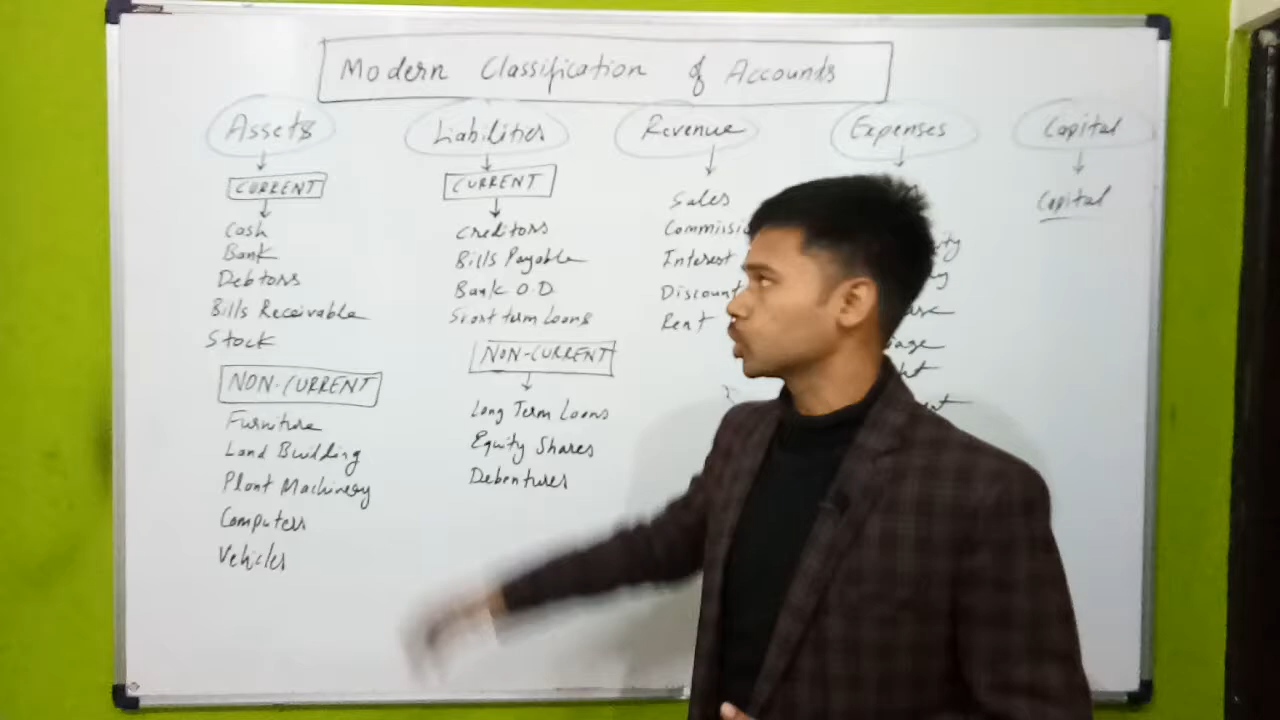 Modern Classification of Accounts
Assets
CURRENT
Cash
Bank
Debtors
Bills Receivable
Stock
NON-CURRENT
Furniture
Land Building
Plant Machinery
Computers
Vehicles
Liabilities
CURRENT
Creditors
Bills Payable
Bank O.D.
Short term Loans
NON-CURRENT
Long Term Loans
Equity Shares
Debentures
Revenue
Sales
Interest
Discount
Rent
Expenses
Capital
Capital